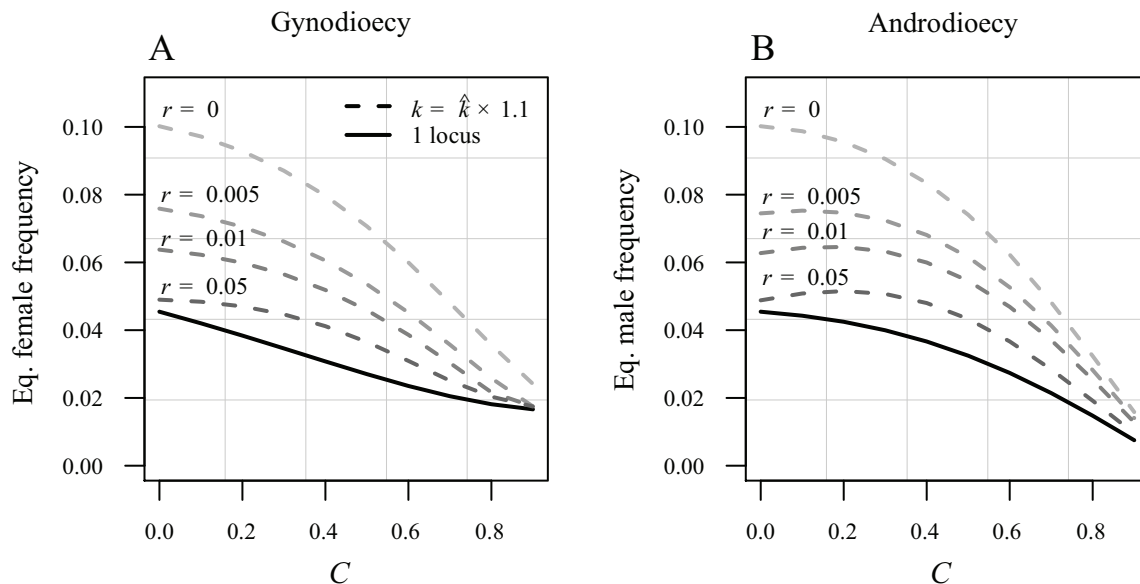 Gynodioecy
A
r = 0
k = k̂ × 1.1
1 locus
r = 0.005
r = 0.01
r = 0.05
Eq. female frequency
0.10
0.08
0.06
0.04
0.02
0.00
0.0 0.2 0.4 0.6 0.8
C
Androdioecy
B
r = 0
r = 0.005
r = 0.01
r = 0.05
Eq. male frequency
0.10
0.08
0.06
0.04
0.02
0.00
0.0 0.2 0.4 0.6 0.8
C